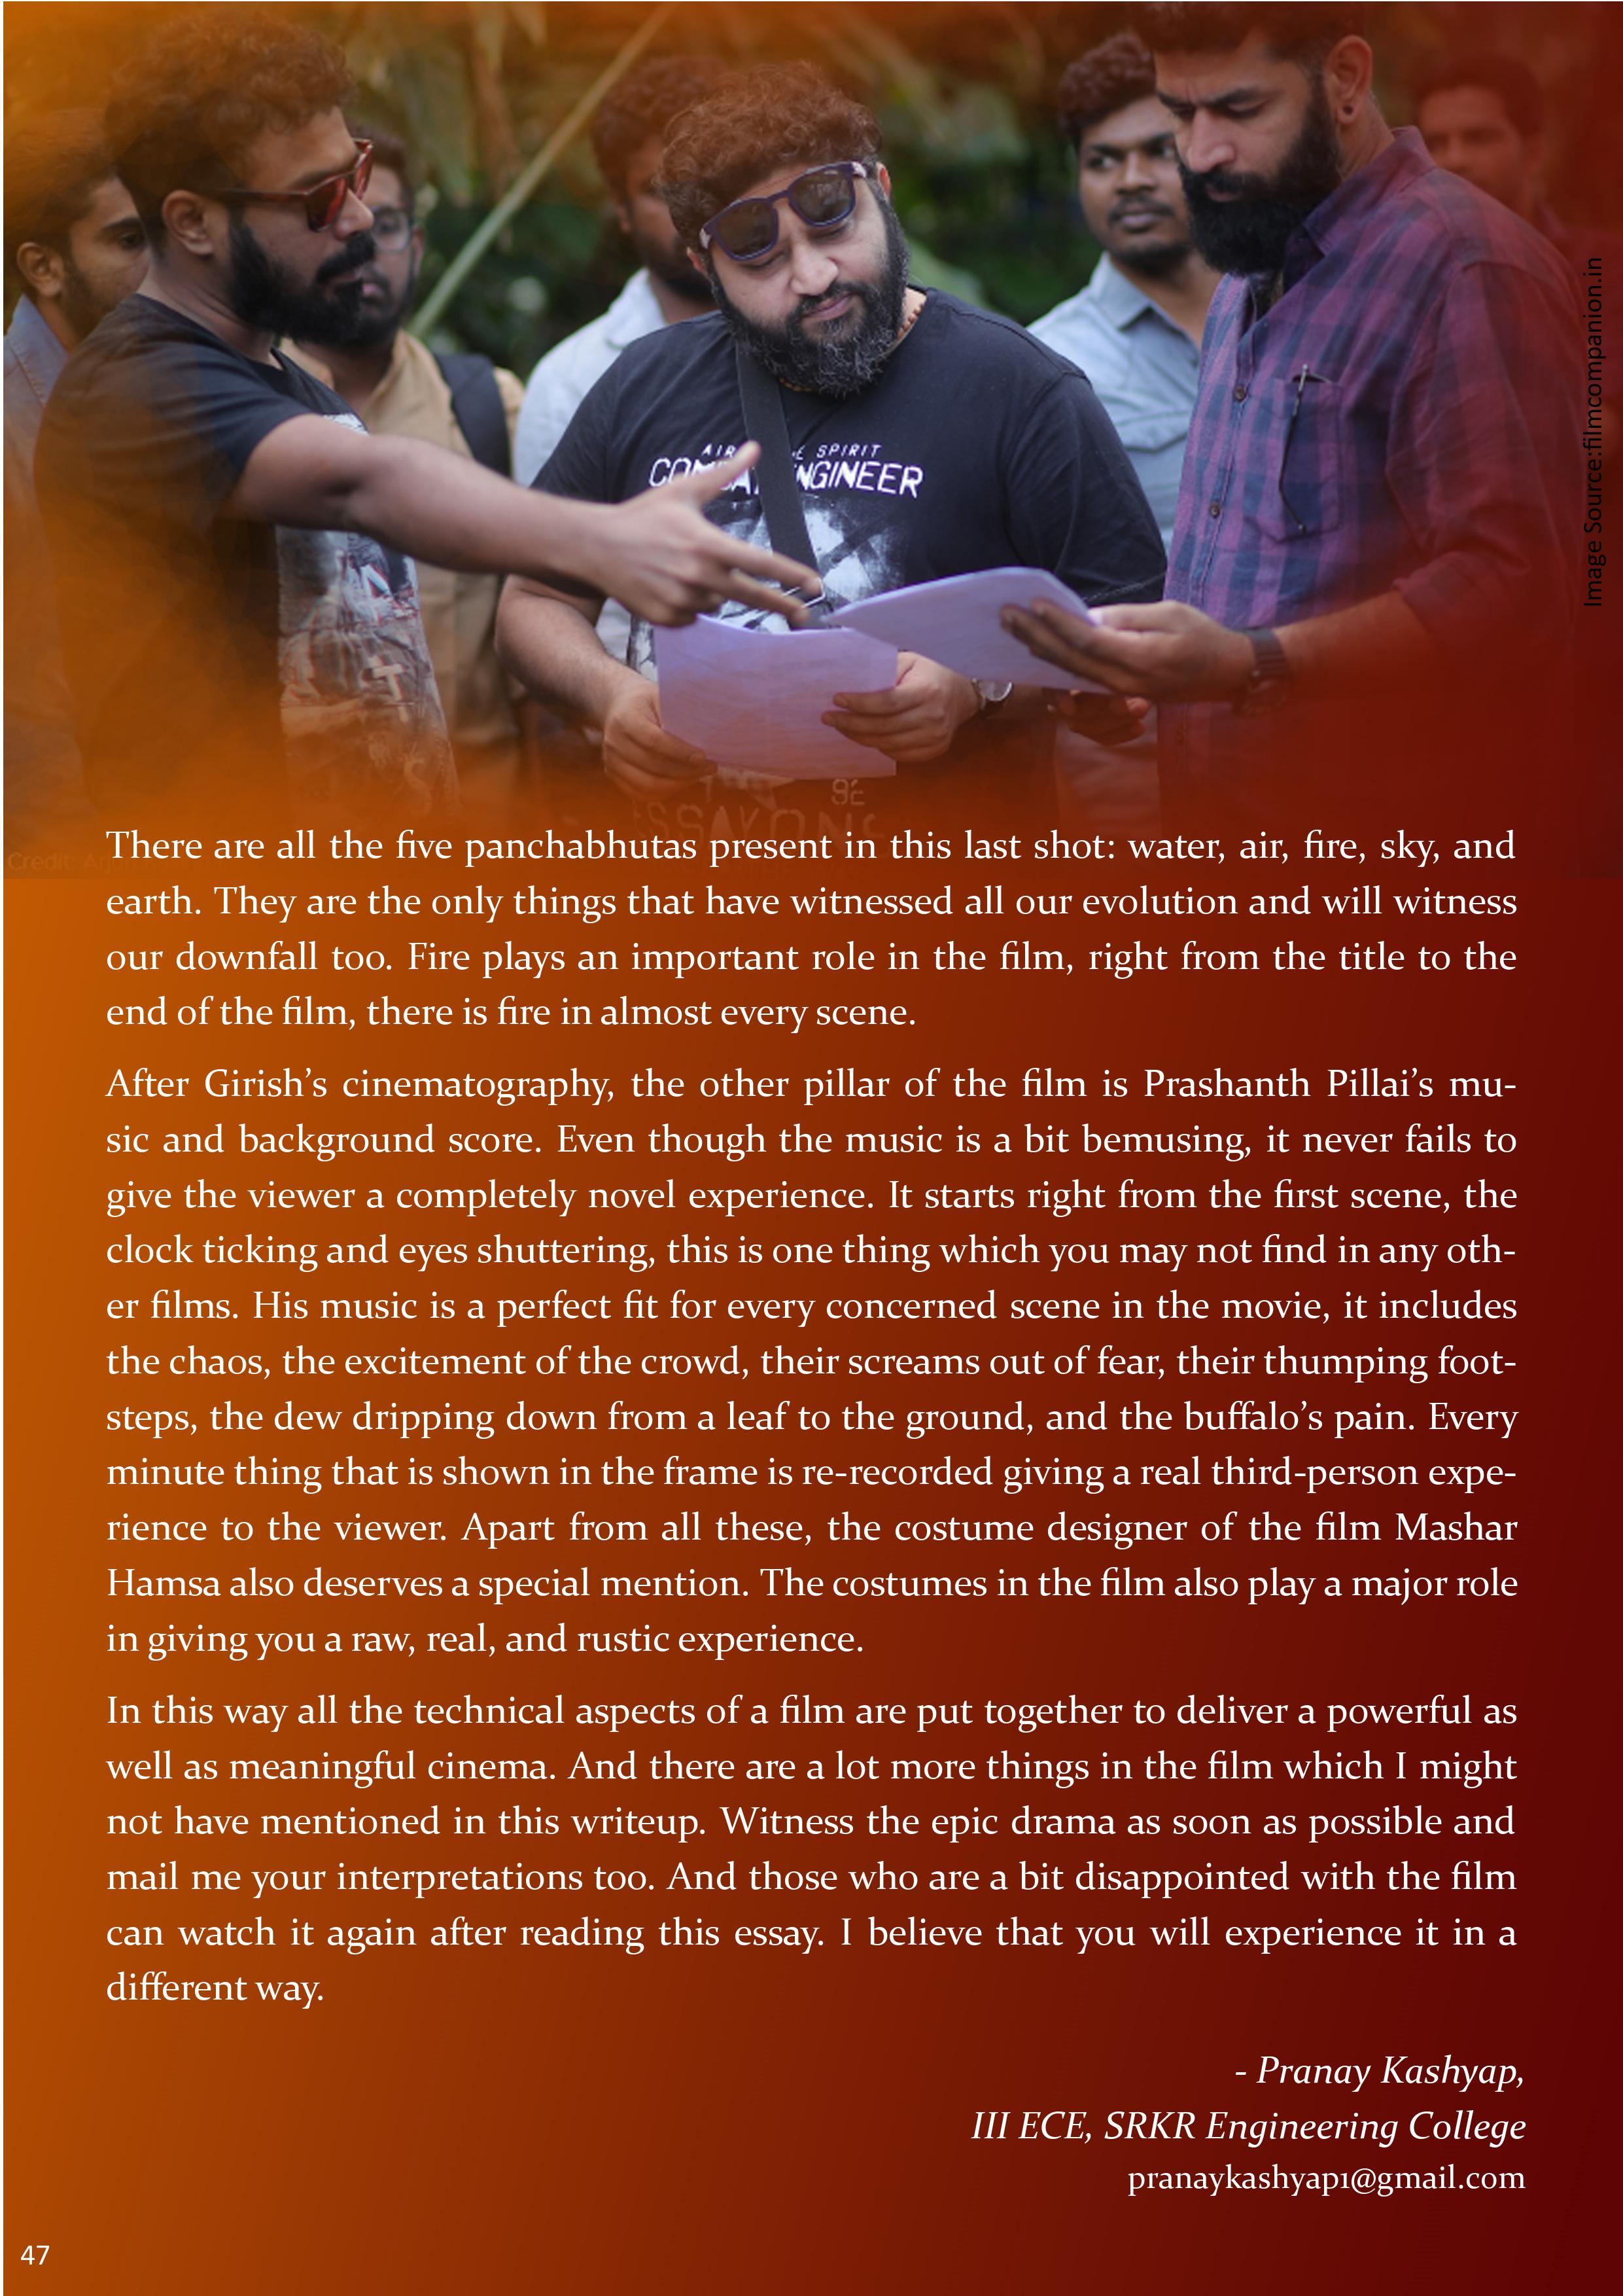 AIR
E SPIRIT
NGINEER
Image Source:filmcompanion.in
92
Credit:
There are all the five panchabhutas present in this last shot: water, air, fire, sky, and
earth. They are the only things that have witnessed all our evolution and will witness
our downfall too. Fire plays an important role in the film, right from the title to the
end of the film, there is fire in almost every scene.
After Girish’s cinematography, the other pillar of the film is Prashanth Pillai’s mu-
sic and background score. Even though the music is a bit bemusing, it never fails to
give the viewer a completely novel experience. It starts right from the first scene, the
clock ticking and eyes shuttering, this is one thing which you may not find in any oth-
er films. His music is a perfect fit for every concerned scene in the movie, it includes
the chaos, the excitement of the crowd, their screams out of fear, their thumping foot-
steps, the dew dripping down from a leaf to the ground, and the buffalo’s pain. Every
minute thing that is shown in the frame is re-recorded giving a real third-person expe-
rience to the viewer. Apart from all these, the costume designer of the film Mashar
Hamsa also deserves a special mention. The costumes in the film also play a major role
in giving you a raw, real, and rustic experience.
In this way all the technical aspects of a film are put together to deliver a powerful as
well as meaningful cinema. And there are a lot more things in the film which I might
not have mentioned in this writeup. Witness the epic drama as soon as possible and
mail me your interpretations too. And those who are a bit disappointed with the film
can watch it again after reading this essay. I believe that you will experience it in a
different way.
- Pranay Kashyap,
III ECE, SRKR Engineering College
pranaykashyap1@gmail.com
47